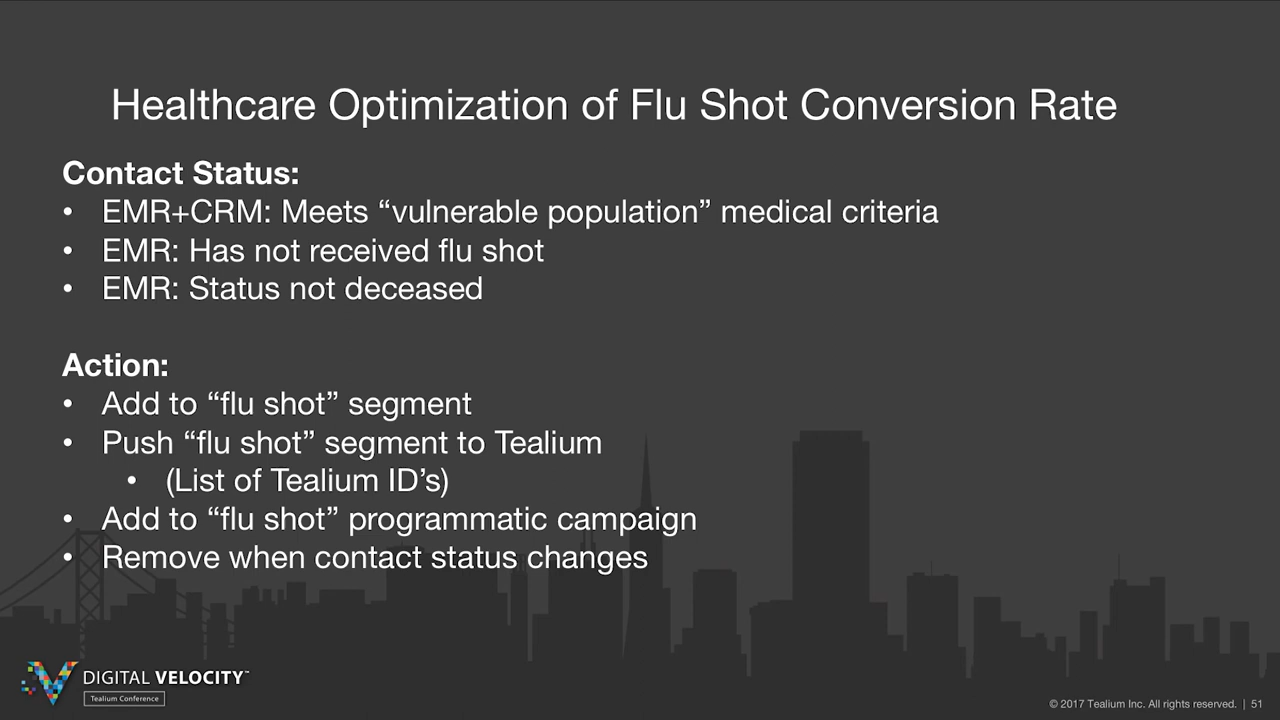 Healthcare Optimization of Flu Shot Conversion Rate
Contact Status:
• EMR+CRM: Meets “vulnerable population” medical criteria
• EMR: Has not received flu shot
• EMR: Status not deceased
Action:
• Add to “flu shot” segment
• Push “flu shot” segment to Tealium
• (List of Tealium ID’s)
• Add to “flu shot” programmatic campaign
• Remove when contact status changes
DIGITAL VELOCITY™
Tealium Conference
© 2017 Tealium Inc. All rights reserved. | 51